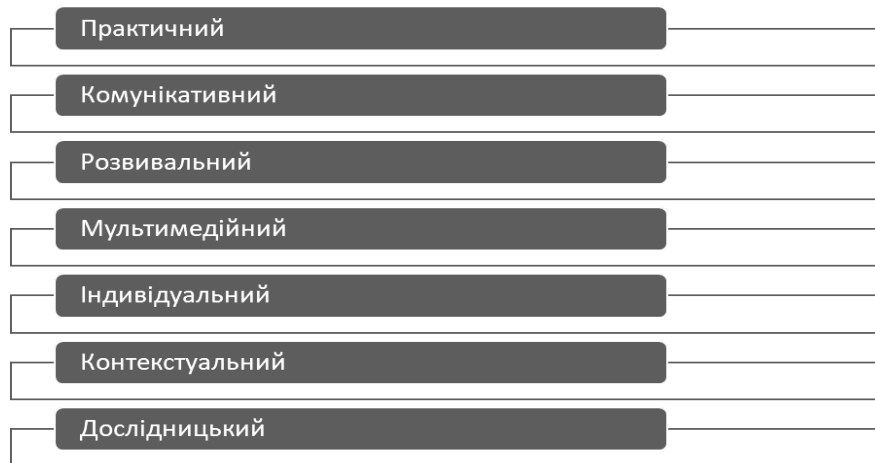 Практичний
Комунікативний
Розвивальний
Мультимедійний
Індивідуальний
Контекстуальний
Дослідницький